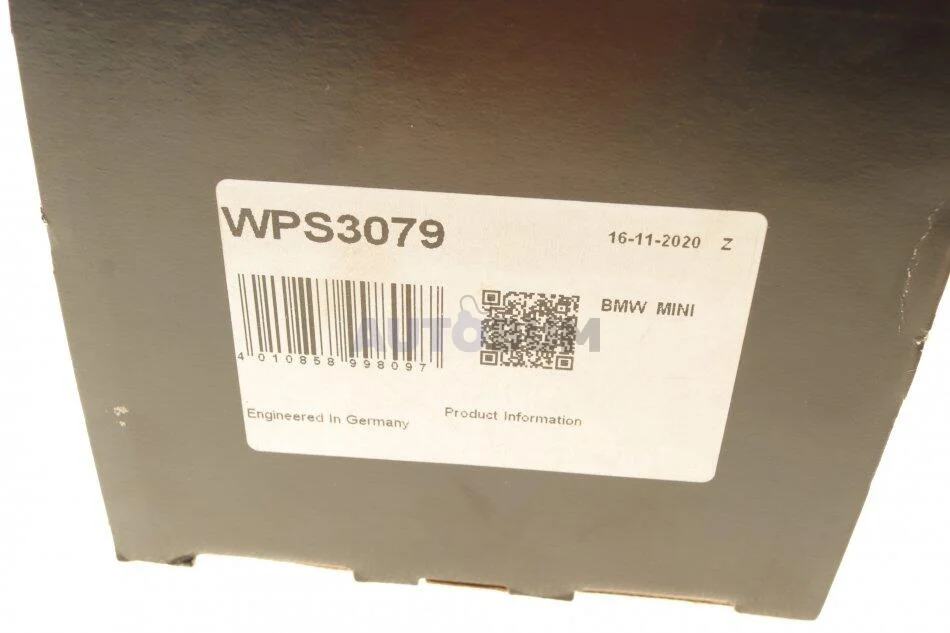 WPS3079
16-11-2020 Z
BMW MINI
4 010858 998097
Engineered In Germany
Product Information